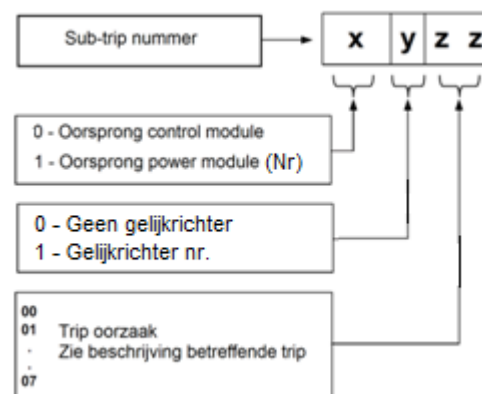 Sub-trip nummer
x y z z
0 - Oorsprong control module
1 - Oorsprong power module (Nr)
0 - Geen gelijkrichter
1 - Gelijkrichter nr.
00
01 Trip oorzaak
. Zie beschrijving betreffende trip
.
07